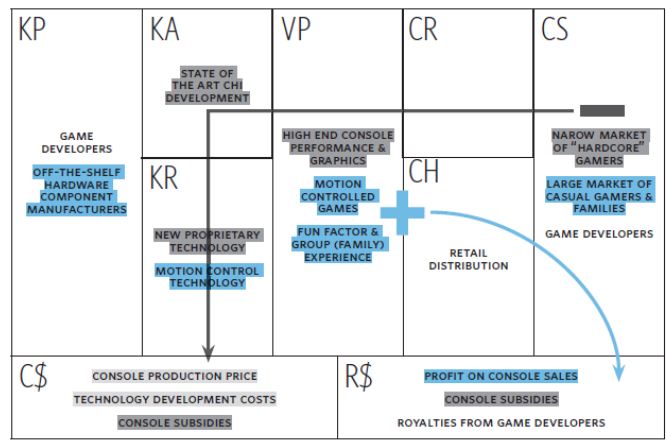 KP
GAME
DEVELOPERS
OFF-THE-SHELF
HARDWARE
COMPONENT
MANUFACTURERS
KA
STATE OF
THE ART CHI
DEVELOPMENT
KR
NEW PROPRIETARY
TECHNOLOGY
MOTION CONTROL
TECHNOLOGY
VP
HIGH END CONSOLE
PERFORMANCE &
GRAPHICS
MOTION
CONTROLLED
GAMES
FUN FACTOR &
GROUP (FAMILY)
EXPERIENCE
CR
CH
RETAIL
DISTRIBUTION
CS
NAROW MARKET
OF "HARDCORE"
GAMERS
LARGE MARKET OF
CASUAL GAMERS &
FAMILIES
GAME DEVELOPERS
C$
CONSOLE PRODUCTION PRICE
TECHNOLOGY DEVELOPMENT COSTS
CONSOLE SUBSIDIES
R$
PROFIT ON CONSOLE SALES
CONSOLE SUBSIDIES
ROYALTIES FROM GAME DEVELOPERS